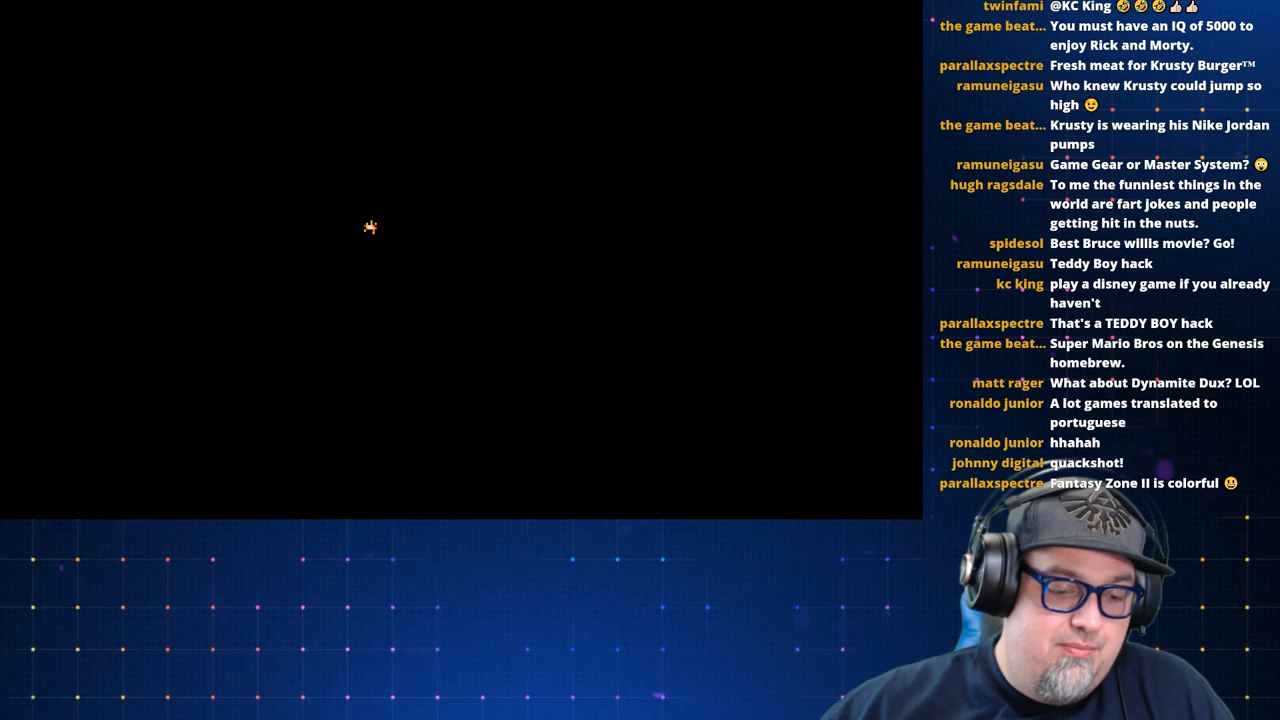 twinfami @KC King 🤣🤣🤣👍🏻👍🏻
the game beat... You must have an IQ of 5000 to
enjoy Rick and Morty.
parallaxspectre Fresh meat for Krusty Burger™
ramuneigasu Who knew Krusty could jump so
high 😉
the game beat... Krusty is wearing his Nike Jordan
pumps
ramuneigasu Game Gear or Master System? 😲
hugh ragsdale To me the funniest things in the
world are fart jokes and people
getting hit in the nuts.
spidesol Best Bruce willis movie? Go!
ramuneigasu Teddy Boy hack
kc king play a disney game if you already
haven't
parallaxspectre That's a TEDDY BOY hack
the game beat... Super Mario Bros on the Genesis
homebrew.
matt rager What about Dynamite Dux? LOL
ronaldo junior A lot games translated to
portuguese
ronaldo junior hhahah
johnny digital quackshot!
parallaxspectre Fantasy Zone II is colorful 😃